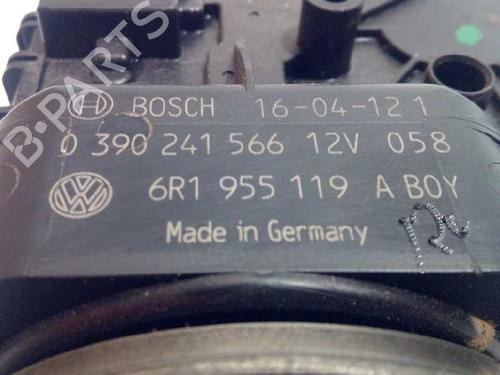 B-PARTS
BOSCH 16-04-12 1
0 390 241 566 12V 058
6R1 955 119 A BOY
Made in Germany